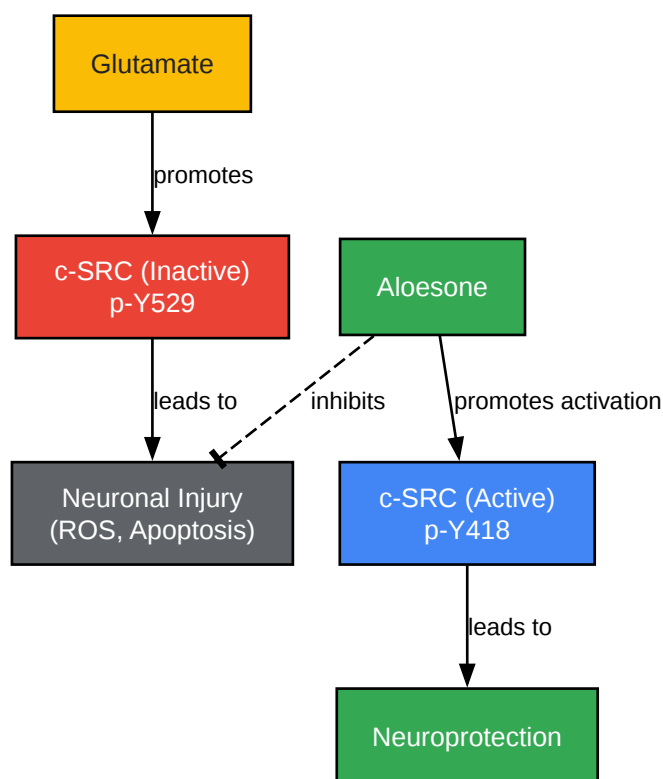 Glutamate
promotes
c-SRC (Inactive)
p-Y529
Aloesone
leads to
inhibits
promotes activation
Neuronal Injury
(ROS, Apoptosis)
c-SRC (Active)
p-Y418
leads to
Neuroprotection